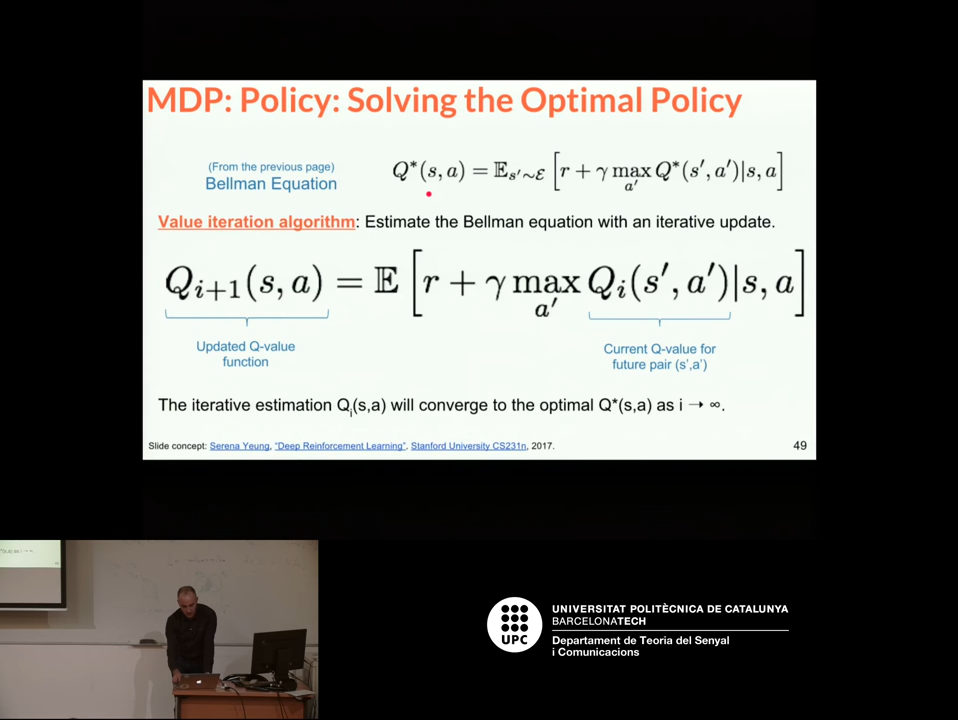 MDP: Policy: Solving the Optimal Policy
(From the previous page)
Bellman Equation
Q*(s, a) = 𝔼s′∼ℰ [r + γ max a′ Q*(s′, a′)|s, a]
Value iteration algorithm: Estimate the Bellman equation with an iterative update.
Qi+1(s, a) = 𝔼 [r + γ max a′ Qi(s′, a′)|s, a]
Updated Q-value
function
Current Q-value for
future pair (s',a')
The iterative estimation Qi(s,a) will converge to the optimal Q*(s,a) as i → ∞.
Slide concept: Serena Yeung, “Deep Reinforcement Learning”. Stanford University CS231n, 2017.
49
UPC
UNIVERSITAT POLITÈCNICA DE CATALUNYA
BARCELONATECH
Departament de Teoria del Senyal
i Comunicacions